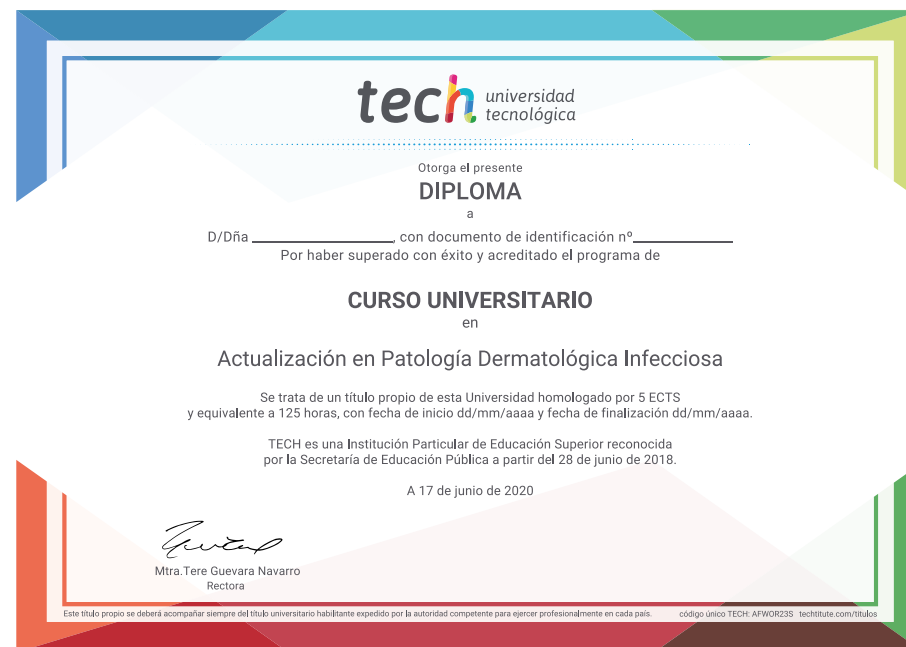 tech universidad
tecnológica
Otorga el presente
DIPLOMA
a
D/Dña ____________________, con documento de identificación nº______________
Por haber superado con éxito y acreditado el programa de
CURSO UNIVERSITARIO
en
Actualización en Patología Dermatológica Infecciosa
Se trata de un título propio de esta Universidad homologado por 5 ECTS
y equivalente a 125 horas, con fecha de inicio dd/mm/aaaa y fecha de finalización dd/mm/aaaa.
TECH es una Institución Particular de Educación Superior reconocida
por la Secretaría de Educación Pública a partir del 28 de junio de 2018.
A 17 de junio de 2020
Mtra.Tere Guevara Navarro
Rectora
Este título propio se deberá acompañar siempre del título universitario habilitante expedido por la autoridad competente para ejercer profesionalmente en cada país. código único TECH: AFWOR23S techtitute.com/titulos